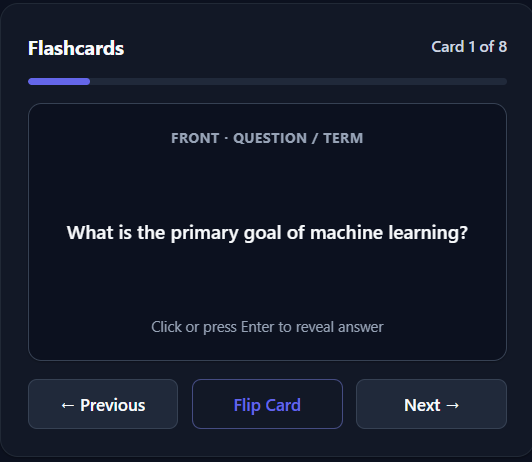 Flashcards
Card 1 of 8
FRONT · QUESTION / TERM
What is the primary goal of machine learning?
Click or press Enter to reveal answer
← Previous
Flip Card
Next →